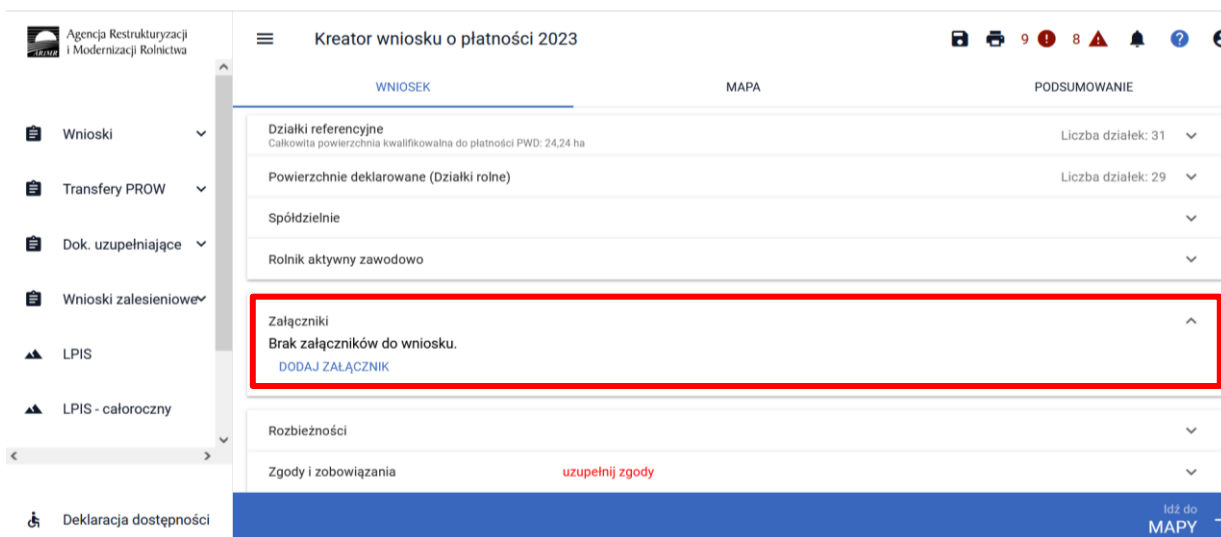 Agencja Restrukturyzacji
i Modernizacji Rolnictwa
ARiMR
Kreator wniosku o płatności 2023
9
8
WNIOSEK
MAPA
PODSUMOWANIE
Wnioski
Transfery PROW
Dok. uzupełniające
Wnioski zalesieniowe
LPIS
LPIS - całoroczny
Deklaracja dostępności
Działki referencyjne
Liczba działek: 31
Całkowita powierzchnia kwalifikowalna do płatności PWD: 24,24 ha
Powierzchnie deklarowane (Działki rolne)
Liczba działek: 29
Spółdzielnie
Rolnik aktywny zawodowo
Załączniki
Brak załączników do wniosku.
DODAJ ZAŁĄCZNIK
Rozbieżności
Zgody i zobowiązania
uzupełnij zgody
Idź do
MAPY